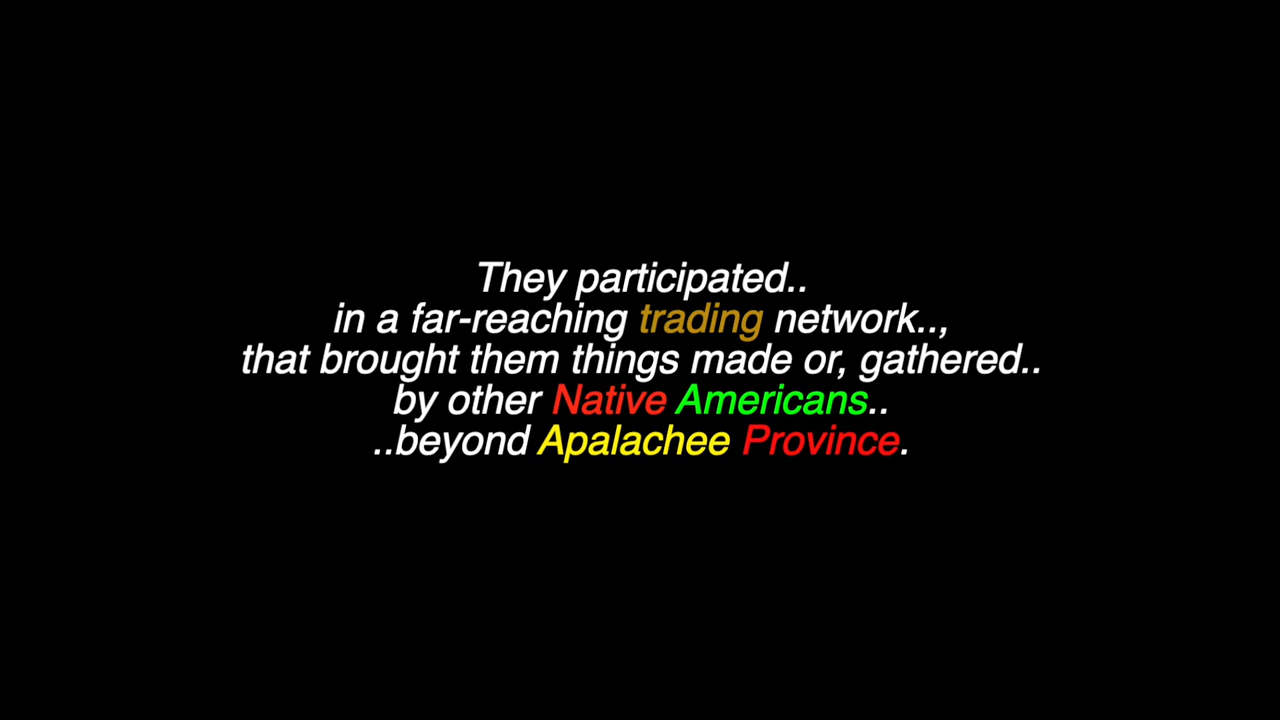 They participated..
in a far-reaching trading network..,
that brought them things made or, gathered..
by other Native Americans..
..beyond Apalachee Province.